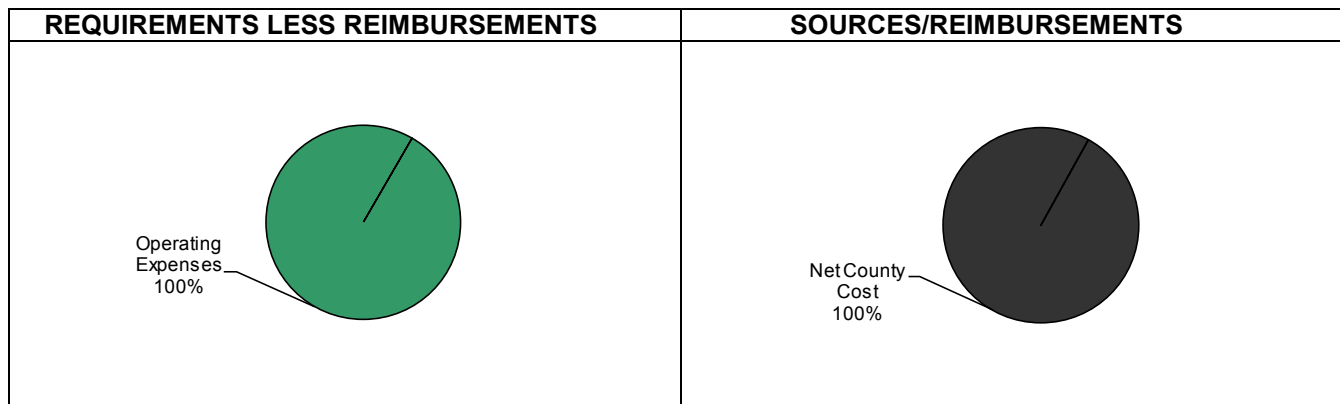 REQUIREMENTS LESS REIMBURSEMENTS
SOURCES/REIMBURSEMENTS
Operating
Expenses
100%
Net County
Cost
100%